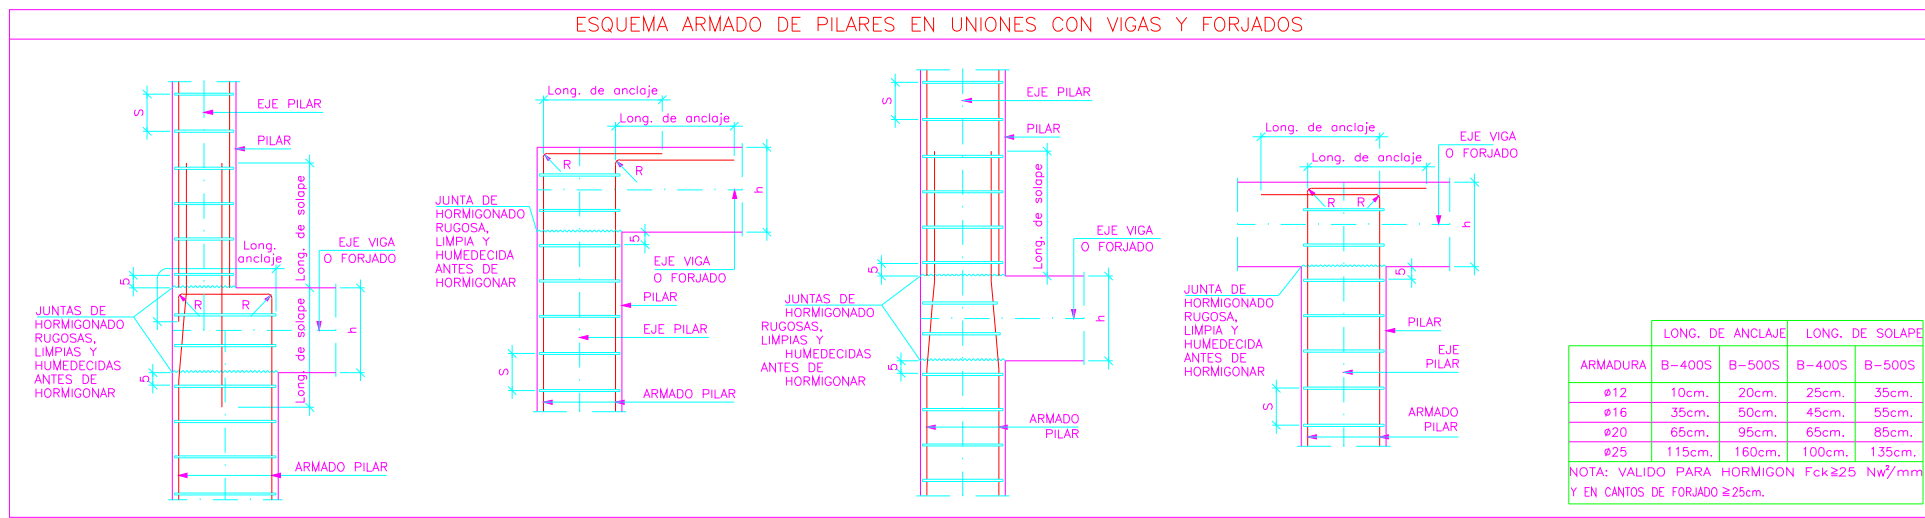 ESQUEMA ARMADO DE PILARES EN UNIONES CON VIGAS Y FORJADOS
S
EJE PILAR
PILAR
Long. de solape
Long.
anclaje
EJE VIGA
O FORJADO
5
R
R
h
Long. de solape
JUNTAS DE
HORMIGONADO
RUGOSAS,
LIMPIAS Y
HUMEDECIDAS
ANTES DE
HORMIGONAR
5
ARMADO PILAR
Long. de anclaje
Long. de anclaje
R
R
h
JUNTA DE
HORMIGONADO
RUGOSA,
LIMPIA Y
HUMEDECIDA
ANTES DE
HORMIGONAR
5
EJE VIGA
O FORJADO
PILAR
EJE PILAR
S
ARMADO PILAR
S
EJE PILAR
PILAR
Long. de solape
EJE VIGA
O FORJADO
5
JUNTAS DE
HORMIGONADO
RUGOSAS,
LIMPIAS Y
HUMEDECIDAS
ANTES DE
HORMIGONAR
h
5
ARMADO
PILAR
Long. de anclaje
Long. de anclaje
EJE VIGA
O FORJADO
R
R
h
5
JUNTA DE
HORMIGONADO
RUGOSA,
LIMPIA Y
HUMEDECIDA
ANTES DE
HORMIGONAR
PILAR
EJE
PILAR
S
ARMADO
PILAR
LONG. DE ANCLAJE LONG. DE SOLAPE
ARMADURA B-400S B-500S B-400S B-500S
ø12 10cm. 20cm. 25cm. 35cm.
ø16 35cm. 50cm. 45cm. 55cm.
ø20 65cm. 95cm. 65cm. 85cm.
ø25 115cm. 160cm. 100cm. 135cm.
NOTA: VALIDO PARA HORMIGON Fck≧25 Nw²/mm
Y EN CANTOS DE FORJADO ≧25cm.